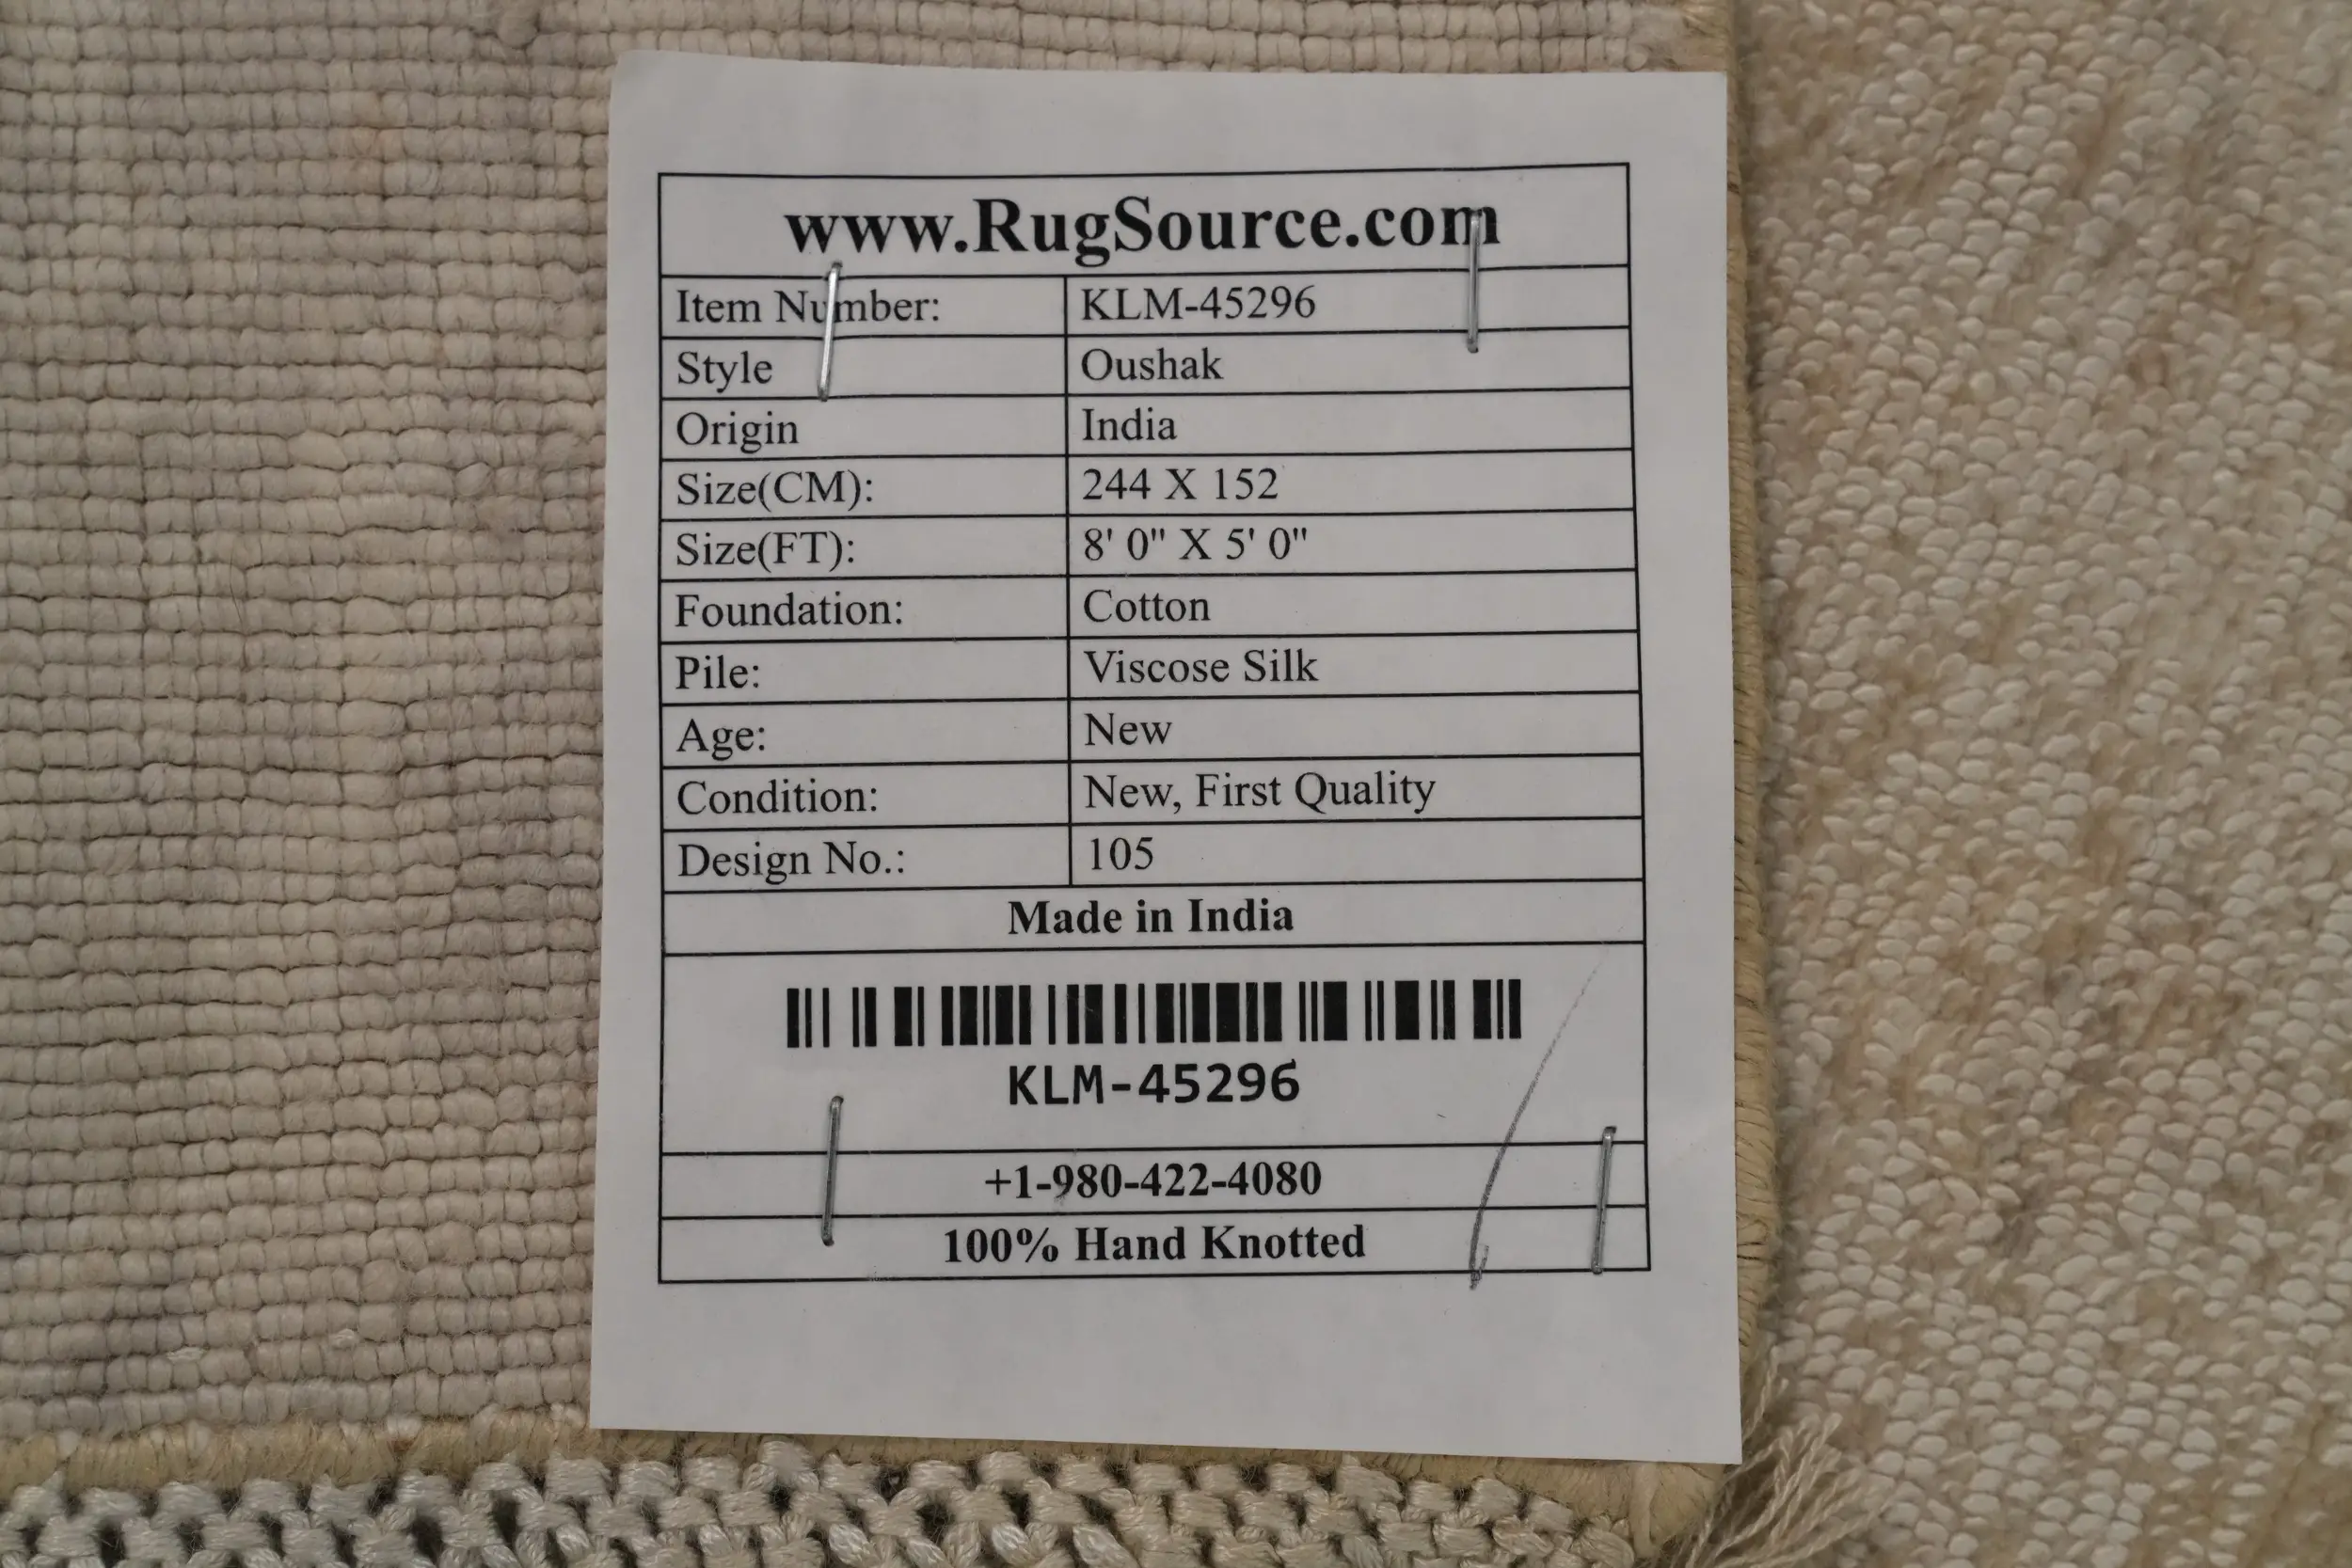 www.RugSource.com
Item Number: KLM-45296
Style Oushak
Origin India
Size(CM): 244 X 152
Size(FT): 8' 0" X 5' 0"
Foundation: Cotton
Pile: Viscose Silk
Age: New
Condition: New, First Quality
Design No.: 105
Made in India
KLM-45296
+1-980-422-4080
100% Hand Knotted